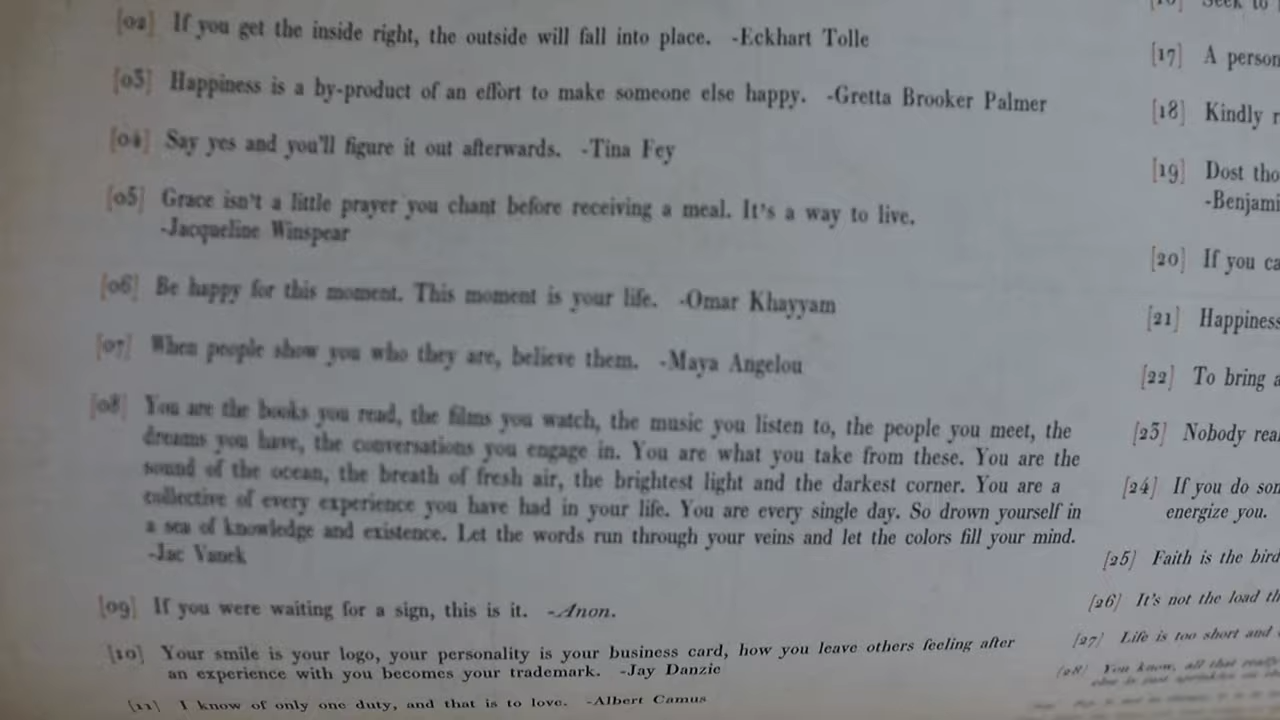 [02] If you get the inside right, the outside will fall into place. -Eckhart Tolle
[03] Happiness is a by-product of an effort to make someone else happy. -Gretta Brooker Palmer
[04] Say yes and you'll figure it out afterwards. -Tina Fey
[05] Grace isn't a little prayer you chant before receiving a meal. It's a way to live.
-Jacqueline Winspear
[06] Be happy for this moment. This moment is your life. -Omar Khayyam
[07] When people show you who they are, believe them. -Maya Angelou
[08] You are the books you read, the films you watch, the music you listen to, the people you meet, the
dreams you have, the conversations you engage in. You are what you take from these. You are the
sound of the ocean, the breath of fresh air, the brightest light and the darkest corner. You are a
collective of every experience you have had in your life. You are every single day. So drown yourself in
a sea of knowledge and existence. Let the words run through your veins and let the colors fill your mind.
-Jac Vanek
[09] If you were waiting for a sign, this is it. -Anon.
[10] Your smile is your logo, your personality is your business card, how you leave others feeling after
an experience with you becomes your trademark. -Jay Danzie
[11] I know of only one duty, and that is to love. -Albert Camus
[17] A person
[18] Kindly
[19] Dost
[20] If you
[21] Happiness
[22] To bring
[23] Nobody
[24] If you do
energize you.
[25] Faith is the bird
[26] It's not the load
[27] Life is too short and
[28] You know, all that